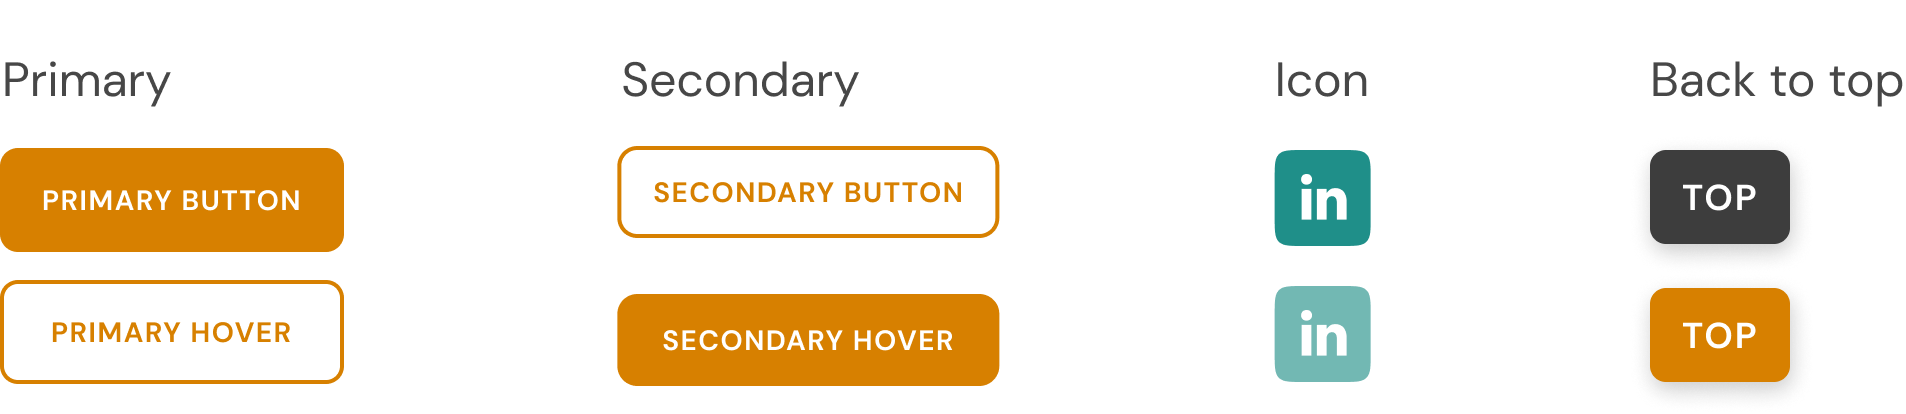 Primary
Secondary
Icon
Back to top
PRIMARY BUTTON
SECONDARY BUTTON
in
TOP
PRIMARY HOVER
SECONDARY HOVER
in
TOP